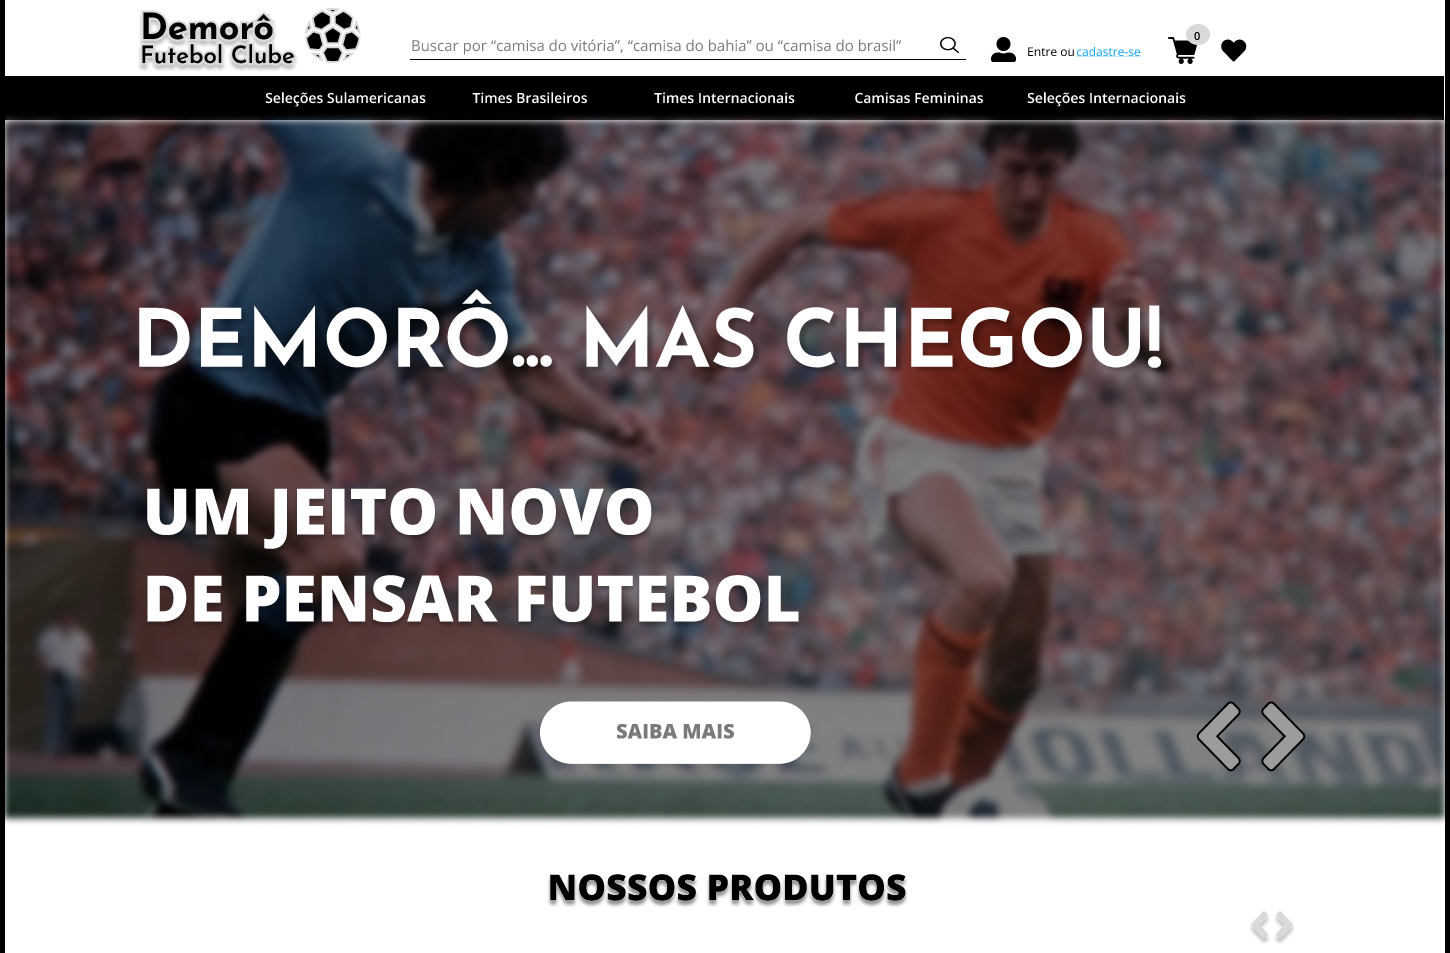 Demorô
Futebol Clube
Buscar por “camisa do vitória”, “camisa do bahia” ou “camisa do brasil”
Entre ou cadastre-se
0
Seleções Sulamericanas
Times Brasileiros
Times Internacionais
Camisas Femininas
Seleções Internacionais
DEMORÔ... MAS CHEGOU!
UM JEITO NOVO
DE PENSAR FUTEBOL
SAIBA MAIS
NOSSOS PRODUTOS